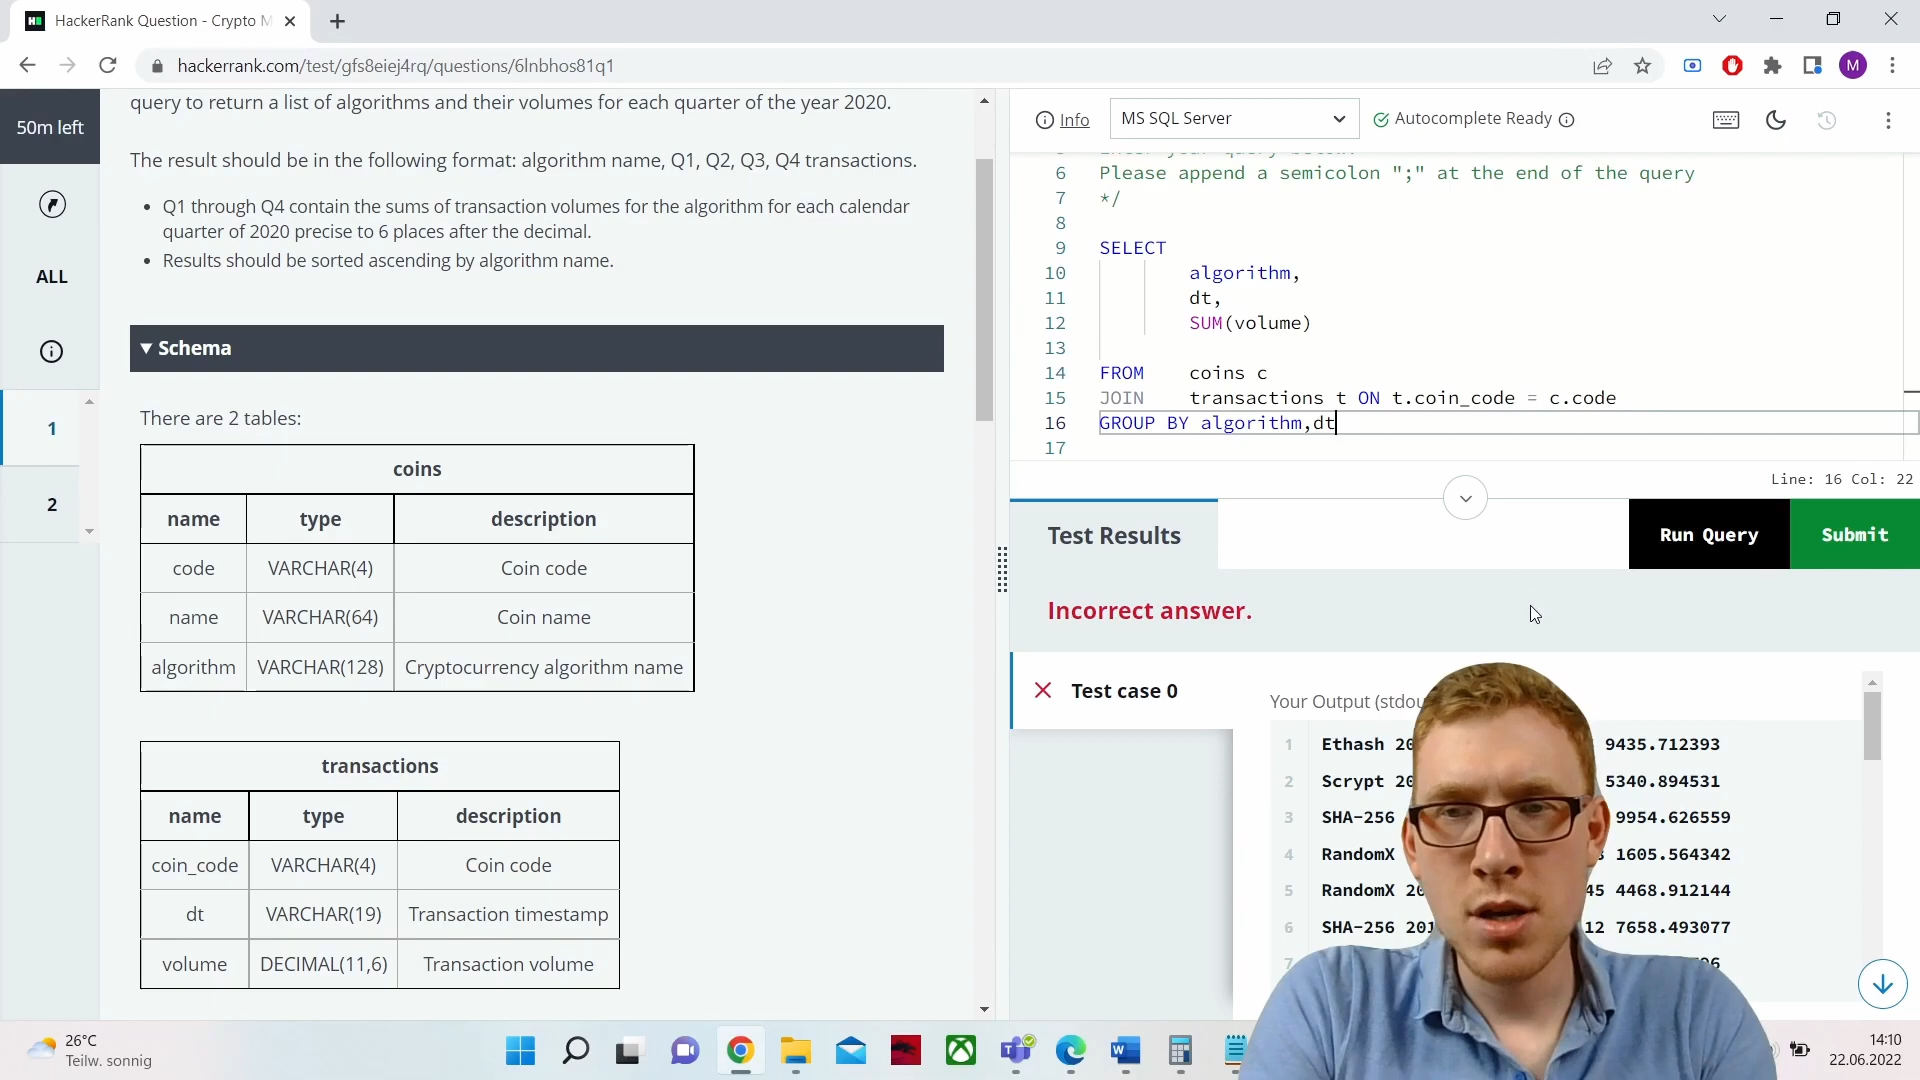 HackerRank Question - Crypto M
hackerrank.com/test/gfs8eiej4rq/questions/6lnbhos81q1
M
50m left
ALL
1
2
query to return a list of algorithms and their volumes for each quarter of the year 2020.
The result should be in the following format: algorithm name, Q1, Q2, Q3, Q4 transactions.
• Q1 through Q4 contain the sums of transaction volumes for the algorithm for each calendar
quarter of 2020 precise to 6 places after the decimal.
• Results should be sorted ascending by algorithm name.
Schema
There are 2 tables:
coins
name type description
code VARCHAR(4) Coin code
name VARCHAR(64) Coin name
algorithm VARCHAR(128) Cryptocurrency algorithm name
transactions
name type description
coin_code VARCHAR(4) Coin code
dt VARCHAR(19) Transaction timestamp
volume DECIMAL(11,6) Transaction volume
Info MS SQL Server Autocomplete Ready
6 Please append a semicolon ";" at the end of the query
7 */
8
9 SELECT
10 algorithm,
11 dt,
12 SUM(volume)
13
14 FROM coins c
15 JOIN transactions t ON t.coin_code = c.code
16 GROUP BY algorithm,dt
17
Line: 16 Col: 22
Test Results
Run Query
Submit
Incorrect answer.
Test case 0
Your Output (stdou
1 Ethash 20 9435.712393
2 Scrypt 20 5340.894531
3 SHA-256 9954.626559
4 RandomX 1605.564342
5 RandomX 20 45 4468.912144
6 SHA-256 201 12 7658.493077
7
26°C
Teilw. sonnig
14:10
22.06.2022